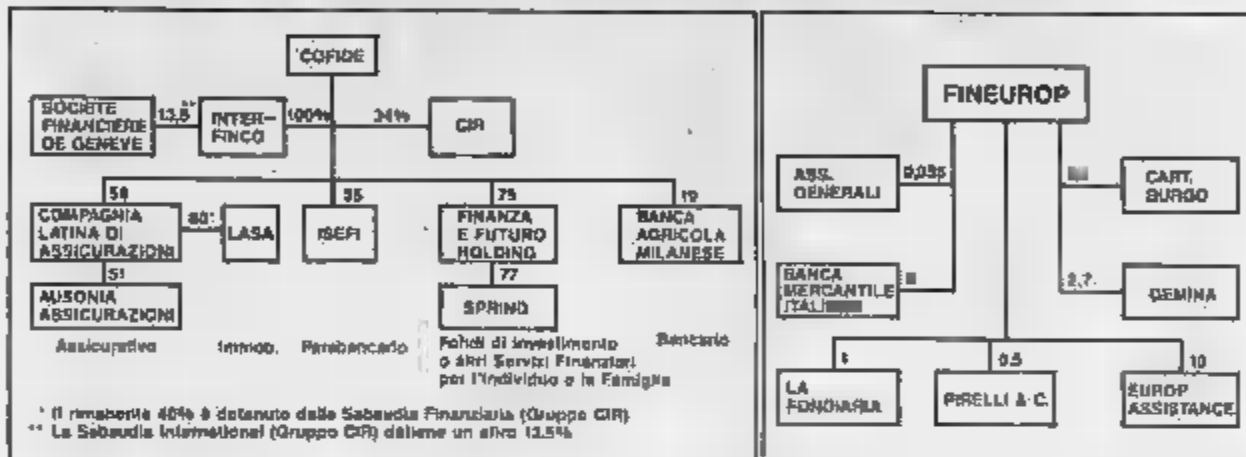 COFIDE
SOCIETE
FINANCIERE
DE GENEVE
13,5**
INTER-
FINCO
100%
34%
CIR
58
COMPAGNIA
LATINA DI
ASSICURAZIONI
60*
LASA
ISEFI
75
FINANZA
E FUTURO
HOLDING
19
BANCA
AGRICOLA
MILANESE
51
AUSONIA
ASSICURAZIONI
77
SPRIND
Assicurativo
Immob.
Parabancario
Fondi di investimento
o altri Servizi Finanziari
per l'individuo e la Famiglia
Bancario
* Il rimanente 40% è detenuto dalla Sabaudia Finanziaria (Gruppo CIR)
** La Sabaudia International (Gruppo CIR) detiene un altro 13,5%
FINEUROP
ASS.
GENERALI
0,035
CART.
BURGO
BANCA
MERCANTILE
2,7
GEMINA
LA
FONDIARIA
0,5
PIRELLI & C.
10
EUROP
ASSISTANCE